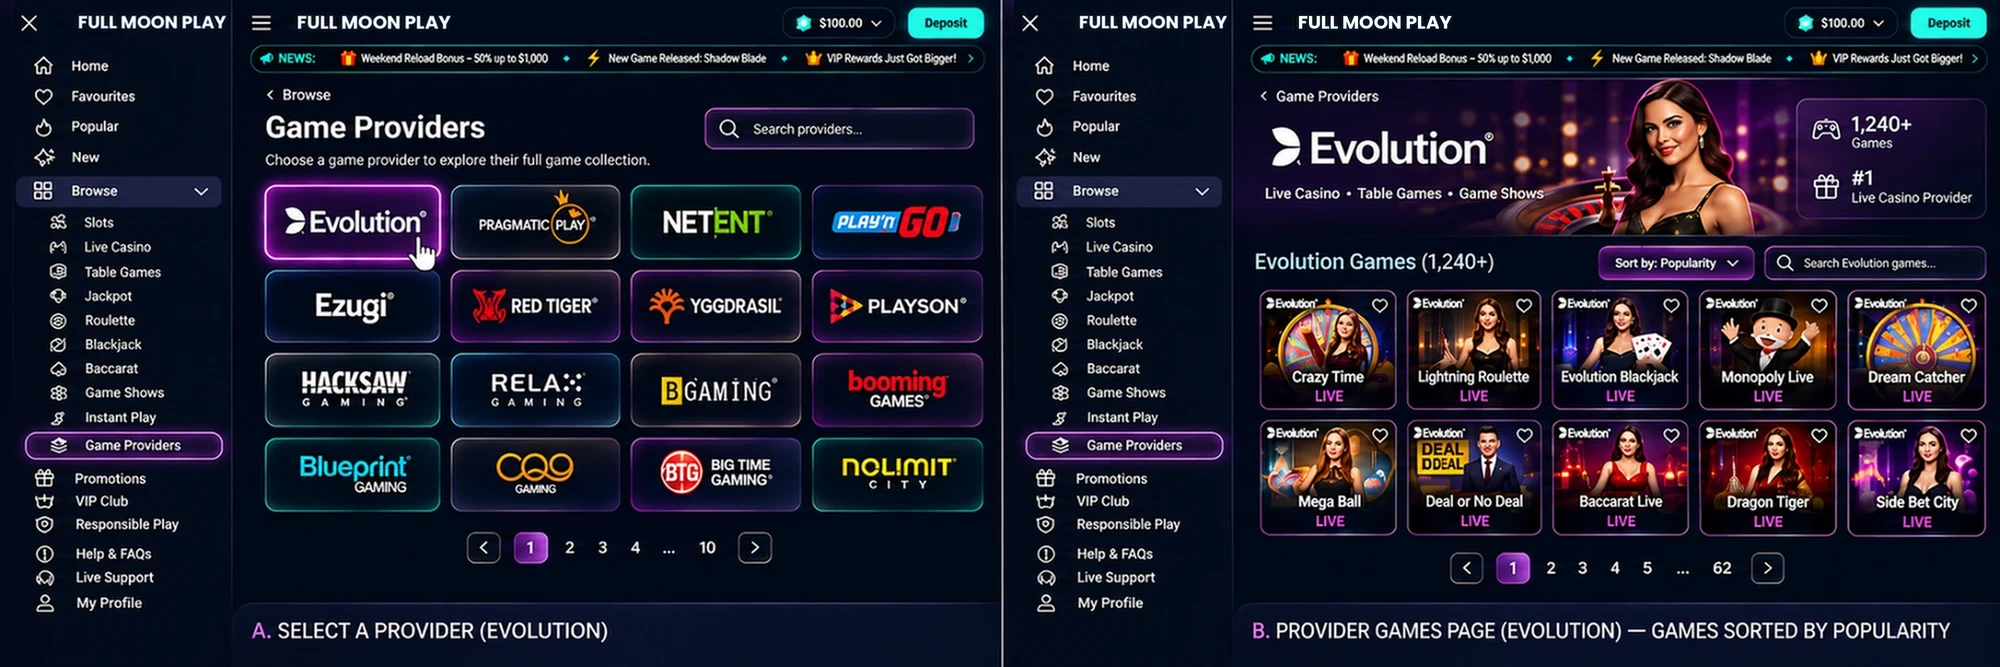 FULL MOON PLAY
Home
Favourites
Popular
New
Browse
Slots
Live Casino
Table Games
Jackpot
Roulette
Blackjack
Baccarat
Game Shows
Instant Play
Game Providers
Promotions
VIP Club
Responsible Play
Help & FAQs
Live Support
My Profile
FULL MOON PLAY
$100.00
Deposit
NEWS: Weekend Reload Bonus – 50% up to $1,000 New Game Released: Shadow Blade VIP Rewards Just Got Bigger!
Browse
Game Providers
Search providers...
Choose a game provider to explore their full game collection.
Evolution®
PRAGMATIC PLAY®
NETENT®
PLAY'n GO
Ezugi®
RED TIGER®
YGGDRASIL®
PLAYSON®
HACKSAW GAMING®
RELAX GAMING
BGAMING®
booming GAMES®
Blueprint® GAMING
CQ9 GAMING
BTG BIG TIME GAMING®
NOLIMIT® CITY
1 2 3 4 ... 10
A. SELECT A PROVIDER (EVOLUTION)
FULL MOON PLAY
Home
Favourites
Popular
New
Browse
Slots
Live Casino
Table Games
Jackpot
Roulette
Blackjack
Baccarat
Game Shows
Instant Play
Game Providers
Promotions
VIP Club
Responsible Play
Help & FAQs
Live Support
My Profile
FULL MOON PLAY
$100.00
Deposit
NEWS: Weekend Reload Bonus – 50% up to $1,000 New Game Released: Shadow Blade VIP Rewards Just Got Bigger!
Game Providers
Evolution®
Live Casino • Table Games • Game Shows
1,240+
Games
#1
Live Casino Provider
Evolution Games (1,240+)
Sort by: Popularity
Search Evolution games...
Evolution® Evolution® Evolution® Evolution® Evolution®
Crazy Time Lightning Roulette Evolution Blackjack Monopoly Live Dream Catcher
LIVE LIVE LIVE LIVE LIVE
Evolution® Evolution® Evolution® Evolution® Evolution®
DEAL
DDEAL
Mega Ball Deal or No Deal Baccarat Live Dragon Tiger Side Bet City
LIVE LIVE LIVE LIVE LIVE
1 2 3 4 5 ... 62
B. PROVIDER GAMES PAGE (EVOLUTION) — GAMES SORTED BY POPULARITY